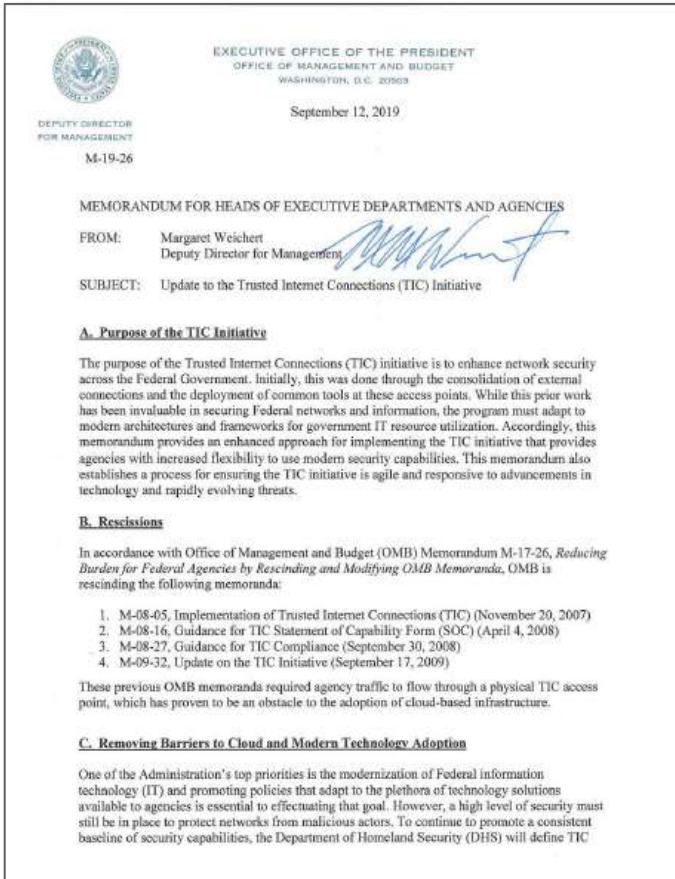 EXECUTIVE OFFICE OF THE PRESIDENT
OFFICE OF MANAGEMENT AND BUDGET
WASHINGTON, D.C. 20503
September 12, 2019
DEPUTY DIRECTOR
FOR MANAGEMENT
M-19-26
MEMORANDUM FOR HEADS OF EXECUTIVE DEPARTMENTS AND AGENCIES
FROM: Margaret Weichert
Deputy Director for Management
SUBJECT: Update to the Trusted Internet Connections (TIC) Initiative
A. Purpose of the TIC Initiative
The purpose of the Trusted Internet Connections (TIC) initiative is to enhance network security
across the Federal Government. Initially, this was done through the consolidation of external
connections and the deployment of common tools at these access points. While this prior work
has been invaluable in securing Federal networks and information, the program must adapt to
modern architectures and frameworks for government IT resource utilization. Accordingly, this
memorandum provides an enhanced approach for implementing the TIC initiative that provides
agencies with increased flexibility to use modern security capabilities. This memorandum also
establishes a process for ensuring the TIC initiative is agile and responsive to advancements in
technology and rapidly evolving threats.
B. Rescissions
In accordance with Office of Management and Budget (OMB) Memorandum M-17-26, Reducing
Burden for Federal Agencies by Rescinding and Modifying OMB Memoranda, OMB is
rescinding the following memoranda:
1. M-08-05, Implementation of Trusted Internet Connections (TIC) (November 20, 2007)
2. M-08-16, Guidance for TIC Statement of Capability Form (SOC) (April 4, 2008)
3. M-08-27, Guidance for TIC Compliance (September 30, 2008)
4. M-09-32, Update on the TIC Initiative (September 17, 2009)
These previous OMB memoranda required agency traffic to flow through a physical TIC access
point, which has proven to be an obstacle to the adoption of cloud-based infrastructure.
C. Removing Barriers to Cloud and Modern Technology Adoption
One of the Administration's top priorities is the modernization of Federal information
technology (IT) and promoting policies that adapt to the plethora of technology solutions
available to agencies is essential to effectuating that goal. However, a high level of security must
still be in place to protect networks from malicious actors. To continue to promote a consistent
baseline of security capabilities, the Department of Homeland Security (DHS) will define TIC